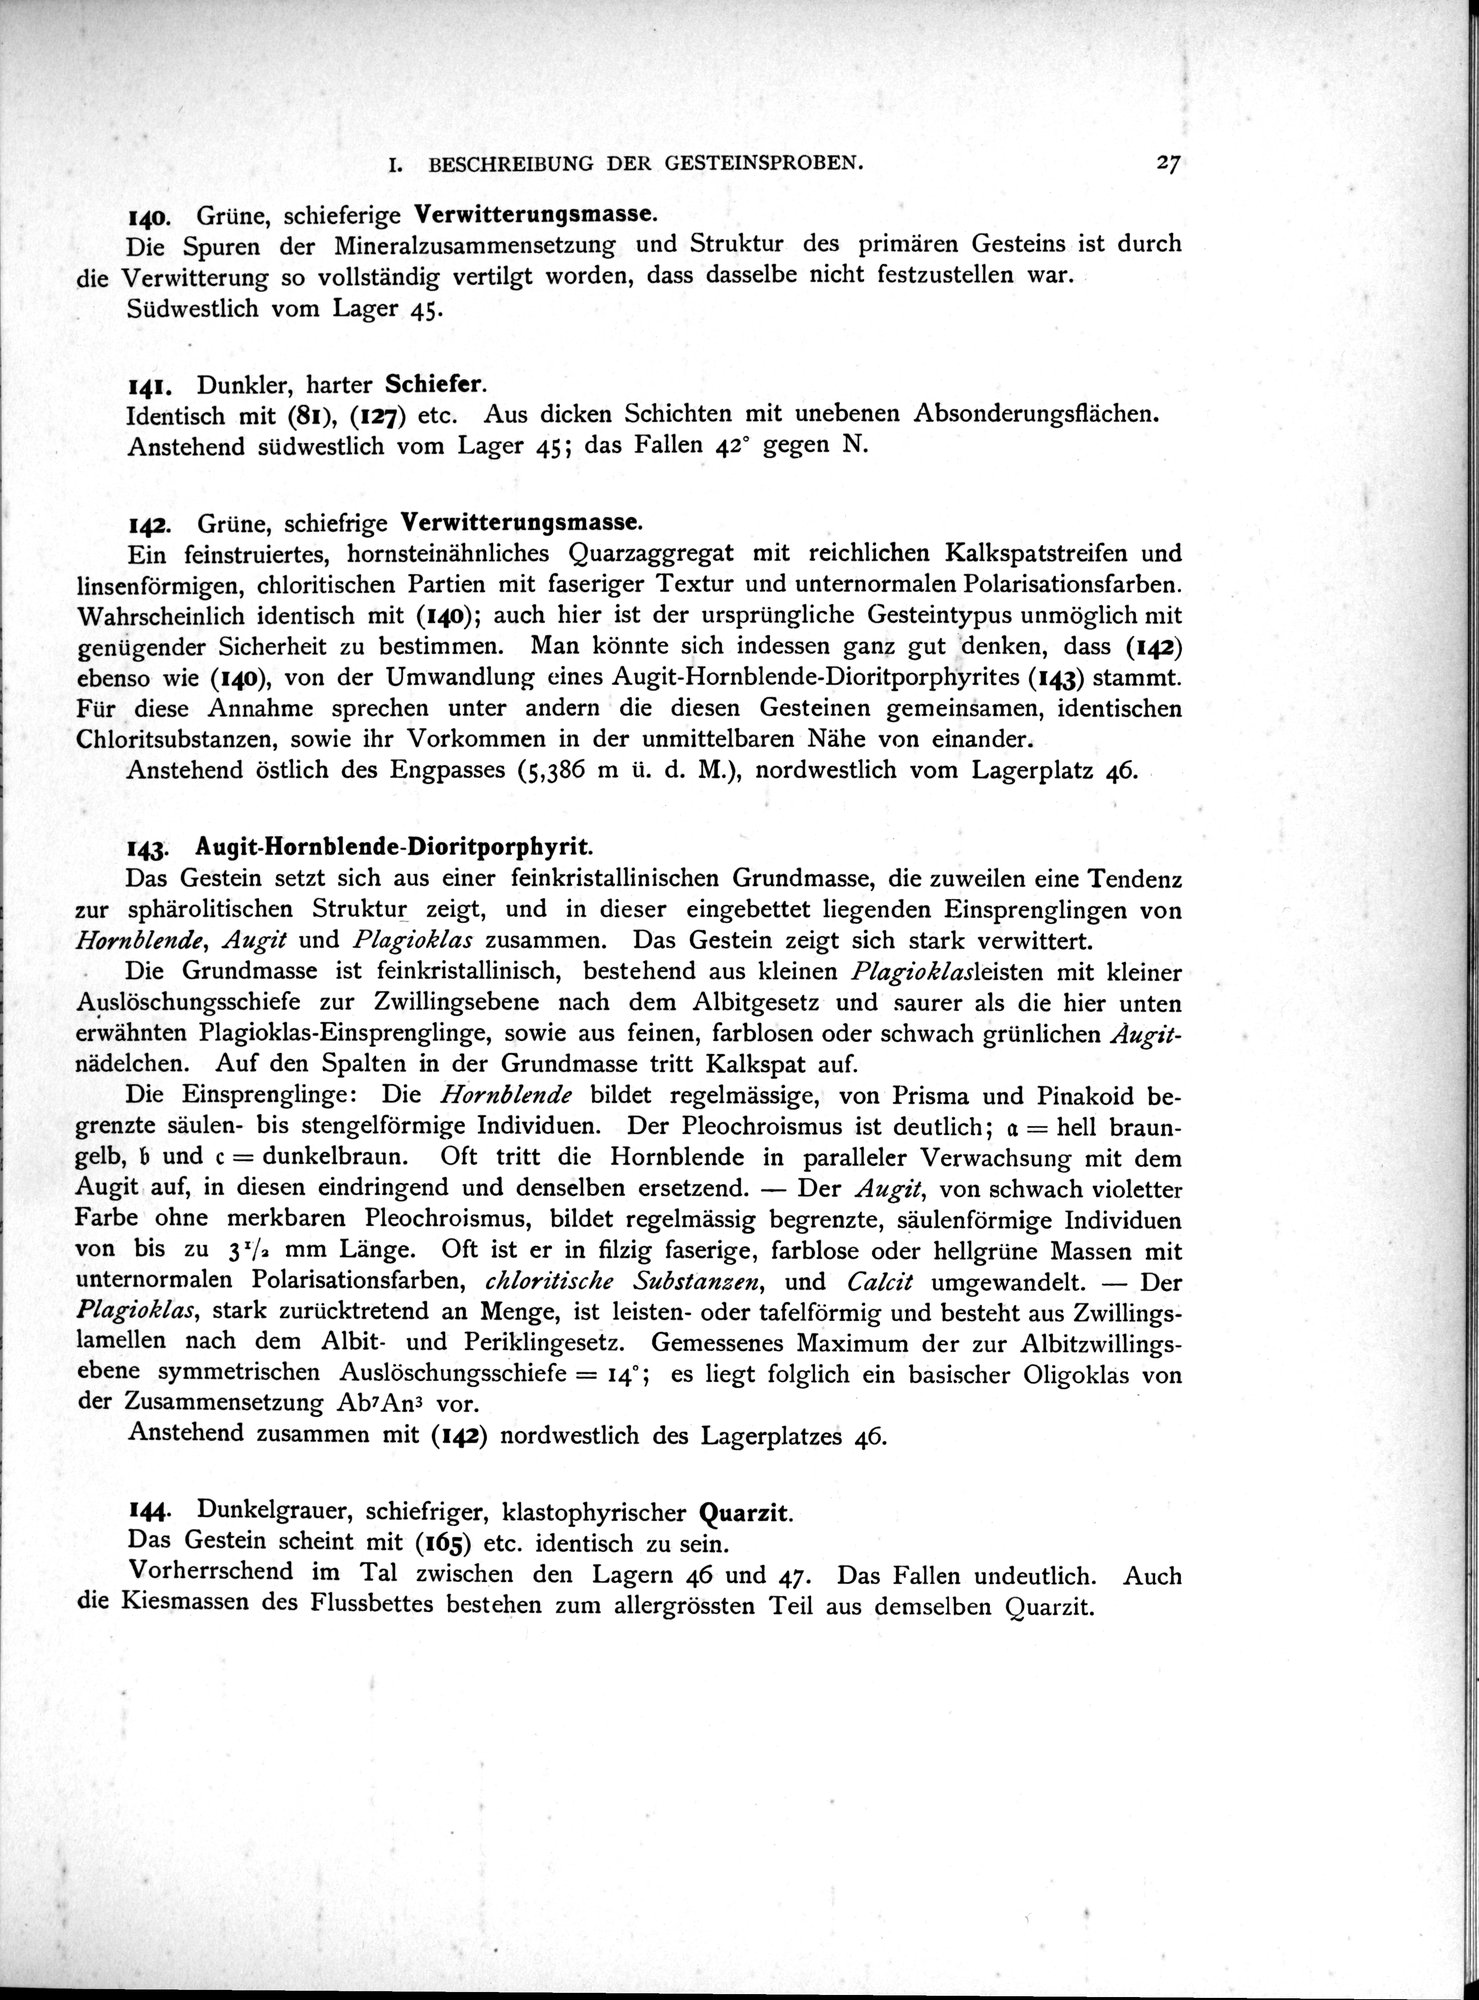 I. BESCHREIBUNG DER GESTEINSPROBEN. 27
140. Grüne, schieferige Verwitterungsmasse.
Die Spuren der Mineralzusammensetzung und Struktur des primären Gesteins ist durch
die Verwitterung so vollständig vertilgt worden, dass dasselbe nicht festzustellen war.
Südwestlich vom Lager 45.
141. Dunkler, harter Schiefer.
Identisch mit (81), (127) etc. Aus dicken Schichten mit unebenen Absonderungsflächen.
Anstehend südwestlich vom Lager 45; das Fallen 42° gegen N.
142. Grüne, schiefrige Verwitterungsmasse.
Ein feinstruiertes, hornsteinähnliches Quarzaggregat mit reichlichen Kalkspatstreifen und
linsenförmigen, chloritischen Partien mit faseriger Textur und unternormalen Polarisationsfarben.
Wahrscheinlich identisch mit (140); auch hier ist der ursprüngliche Gesteintypus unmöglich mit
genügender Sicherheit zu bestimmen. Man könnte sich indessen ganz gut denken, dass (142)
ebenso wie (140), von der Umwandlung eines Augit-Hornblende-Dioritporphyrites (143) stammt.
Für diese Annahme sprechen unter andern die diesen Gesteinen gemeinsamen, identischen
Chloritsubstanzen, sowie ihr Vorkommen in der unmittelbaren Nähe von einander.
Anstehend östlich des Engpasses (5,386 m ü. d. M.), nordwestlich vom Lagerplatz 46.
143. Augit-Hornblende-Dioritporphyrit.
Das Gestein setzt sich aus einer feinkristallinischen Grundmasse, die zuweilen eine Tendenz
zur sphärolitischen Struktur zeigt, und in dieser eingebettet liegenden Einsprenglingen von
Hornblende, Augit und Plagioklas zusammen. Das Gestein zeigt sich stark verwittert.
Die Grundmasse ist feinkristallinisch, bestehend aus kleinen Plagioklasleisten mit kleiner
Auslöschungsschiefe zur Zwillingsebene nach dem Albitgesetz und saurer als die hier unten
erwähnten Plagioklas-Einsprenglinge, sowie aus feinen, farblosen oder schwach grünlichen Augit-
nädelchen. Auf den Spalten in der Grundmasse tritt Kalkspat auf.
Die Einsprenglinge: Die Hornblende bildet regelmässige, von Prisma und Pinakoid be-
grenzte säulen- bis stengelförmige Individuen. Der Pleochroismus ist deutlich; a = hell braun-
gelb, b und c = dunkelbraun. Oft tritt die Hornblende in paralleler Verwachsung mit dem
Augit auf, in diesen eindringend und denselben ersetzend. — Der Augit, von schwach violetter
Farbe ohne merkbaren Pleochroismus, bildet regelmässig begrenzte, säulenförmige Individuen
von bis zu 3 1/2 mm Länge. Oft ist er in filzig faserige, farblose oder hellgrüne Massen mit
unternormalen Polarisationsfarben, chloritische Substanzen, und Calcit umgewandelt. — Der
Plagioklas, stark zurücktretend an Menge, ist leisten- oder tafelförmig und besteht aus Zwillings-
lamellen nach dem Albit- und Periklingesetz. Gemessenes Maximum der zur Albitzwillings-
ebene symmetrischen Auslöschungsschiefe = 14°; es liegt folglich ein basischer Oligoklas von
der Zusammensetzung Ab⁷An³ vor.
Anstehend zusammen mit (142) nordwestlich des Lagerplatzes 46.
144. Dunkelgrauer, schiefriger, klastophyrischer Quarzit.
Das Gestein scheint mit (165) etc. identisch zu sein.
Vorherrschend im Tal zwischen den Lagern 46 und 47. Das Fallen undeutlich. Auch
die Kiesmassen des Flussbettes bestehen zum allergrössten Teil aus demselben Quarzit.